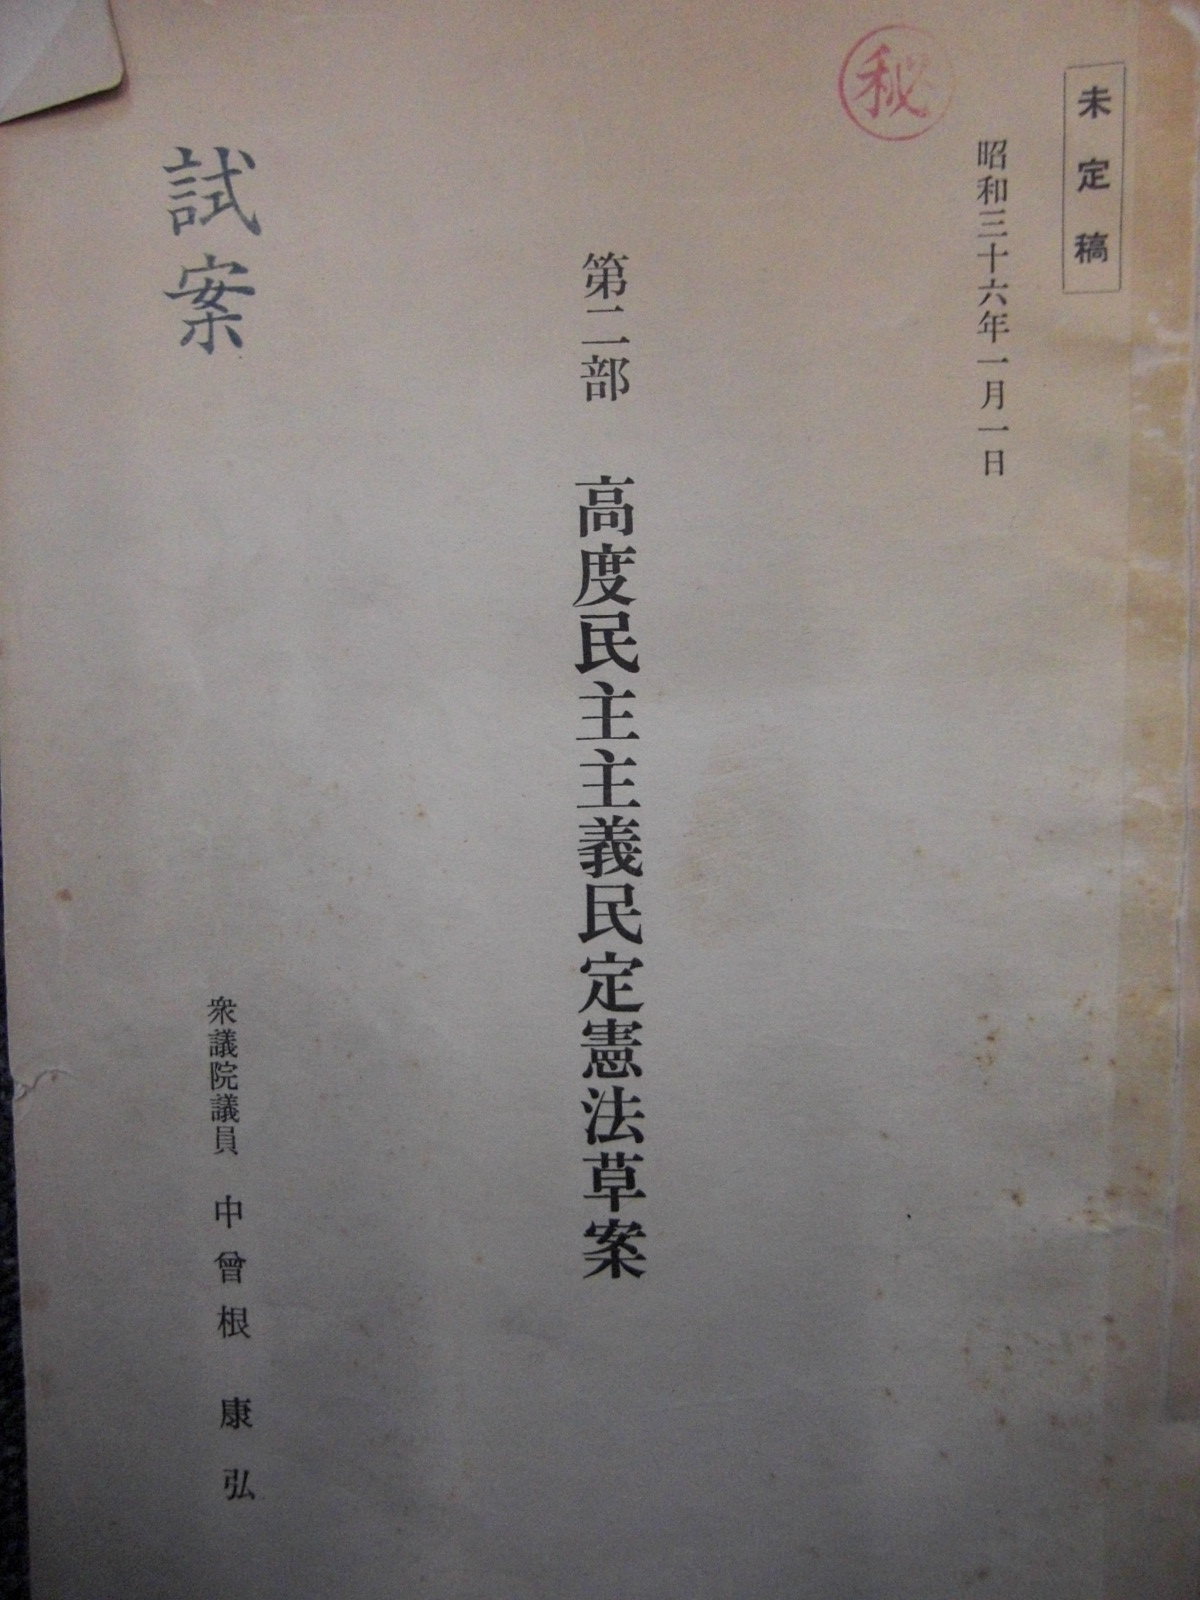 未定稿
昭和三十六年一月一日
秘
第二部 高度民主主義民定憲法草案
試案
衆議院議員 中曾根 康弘